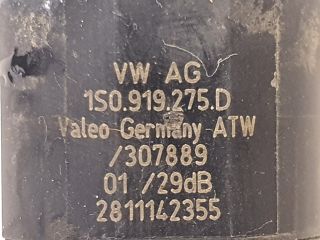 VW AG
1S0.919.275.D
Valeo Germany ATW
/307889
01 /29dB
2811142355